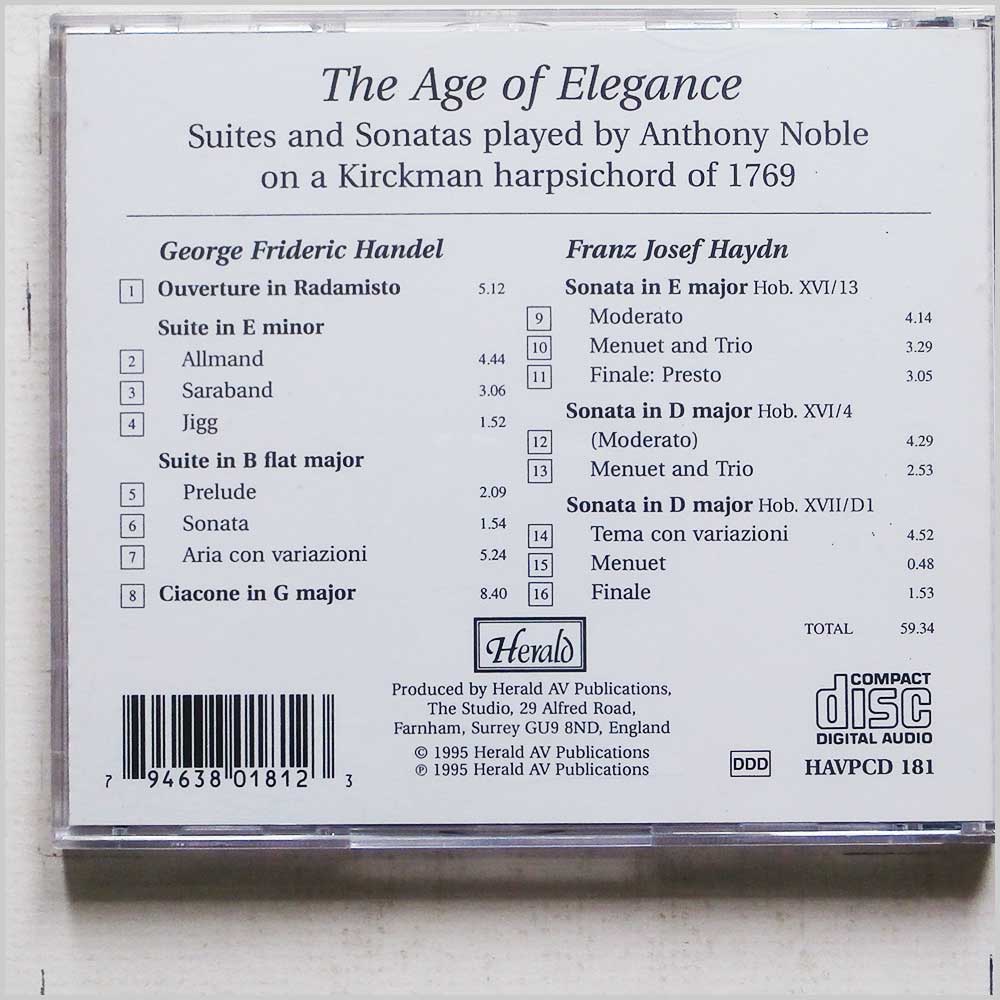 The Age of Elegance
Suites and Sonatas played by Anthony Noble
on a Kirckman harpsichord of 1769
George Frideric Handel
1 Ouverture in Radamisto 5.12
Suite in E minor
2 Allmand 4.44
3 Saraband 3.06
4 Jigg 1.52
Suite in B flat major
5 Prelude 2.09
6 Sonata 1.54
7 Aria con variazioni 5.24
8 Ciacone in G major 8.40
Franz Josef Haydn
Sonata in E major Hob. XVI/13
9 Moderato 4.14
10 Menuet and Trio 3.29
11 Finale: Presto 3.05
Sonata in D major Hob. XVI/4
12 (Moderato) 4.29
13 Menuet and Trio 2.53
Sonata in D major Hob. XVII/D1
14 Tema con variazioni 4.52
15 Menuet 0.48
16 Finale 1.53
TOTAL 59.34
Herald
Produced by Herald AV Publications,
The Studio, 29 Alfred Road,
Farnham, Surrey GU9 8ND, England
© 1995 Herald AV Publications
℗ 1995 Herald AV Publications
7 94638 01812 3
COMPACT
disc
DIGITAL AUDIO
DDD HAVPCD 181